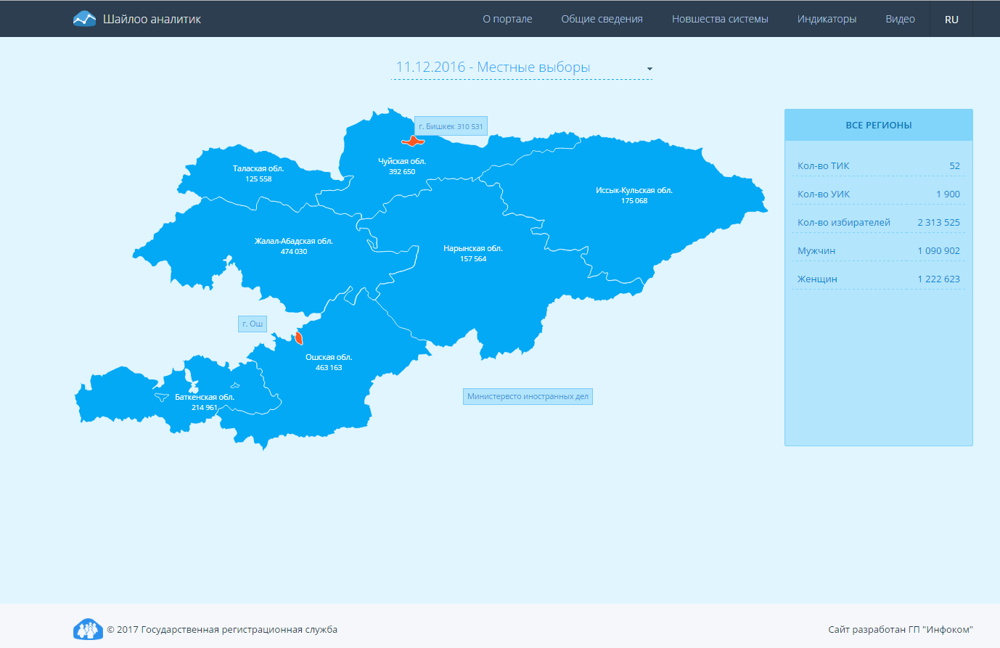 Шайлоо аналитик
О портале
Общие сведения
Новшества системы
Индикаторы
Видео
RU
11.12.2016 - Местные выборы
г. Бишкек 310 531
Чуйская обл.
392 650
Таласская обл.
125 558
Иссык-Кульская обл.
175 068
Жалал-Абадская обл.
474 030
Нарынская обл.
157 564
г. Ош
Ошская обл.
463 163
Баткенская обл.
214 961
Министервсто иностранных дел
ВСЕ РЕГИОНЫ
Кол-во ТИК 52
Кол-во УИК 1 900
Кол-во избирателей 2 313 525
Мужчин 1 090 902
Женщин 1 222 623
© 2017 Государственная регистрационная служба
Сайт разработан ГП "Инфоком"